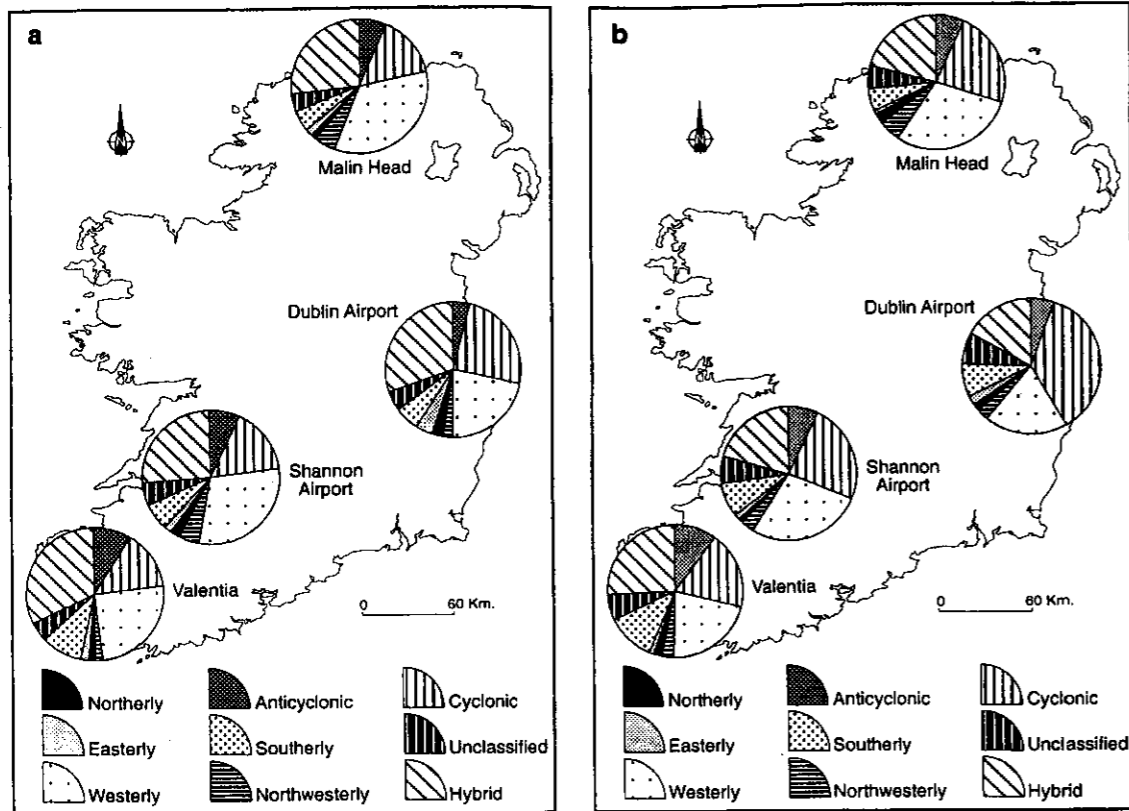 a
Malin Head
Dublin Airport
Shannon
Airport
Valentia
0 60 Km.
Northerly
Anticyclonic
Cyclonic
Easterly
Southerly
Unclassified
Westerly
Northwesterly
Hybrid
b
Malin Head
Dublin Airport
Shannon
Airport
Valentia
0 60 Km.
Northerly
Anticyclonic
Cyclonic
Easterly
Southerly
Unclassified
Westerly
Northwesterly
Hybrid